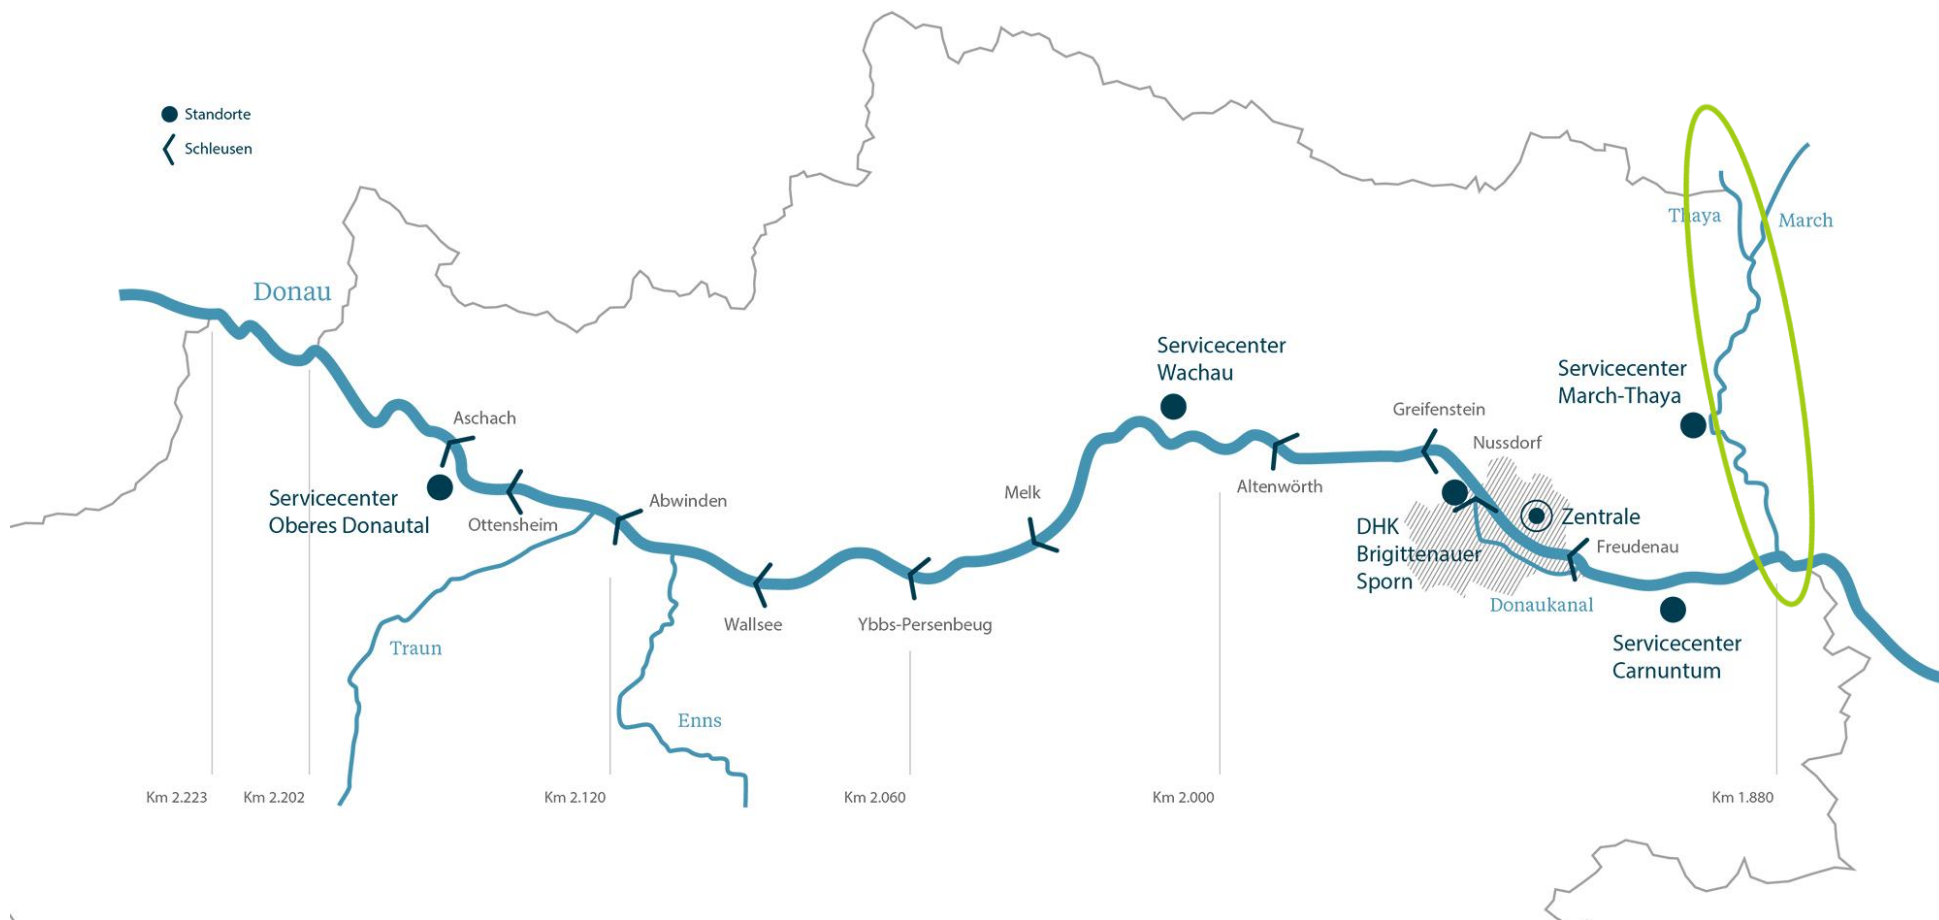 Standorte
Schleusen
Donau
Thaya
March
Servicecenter
Wachau
Servicecenter
March-Thaya
Aschach
Greifenstein
Nussdorf
Servicecenter
Oberes Donautal
Ottensheim
Abwinden
Melk
Altenwörth
DHK
Brigittenauer
Sporn
Zentrale
Freudenau
Donaukanal
Wallsee
Ybbs-Persenbeug
Traun
Servicecenter
Carnuntum
Enns
Km 2.223
Km 2.202
Km 2.120
Km 2.060
Km 2.000
Km 1.880